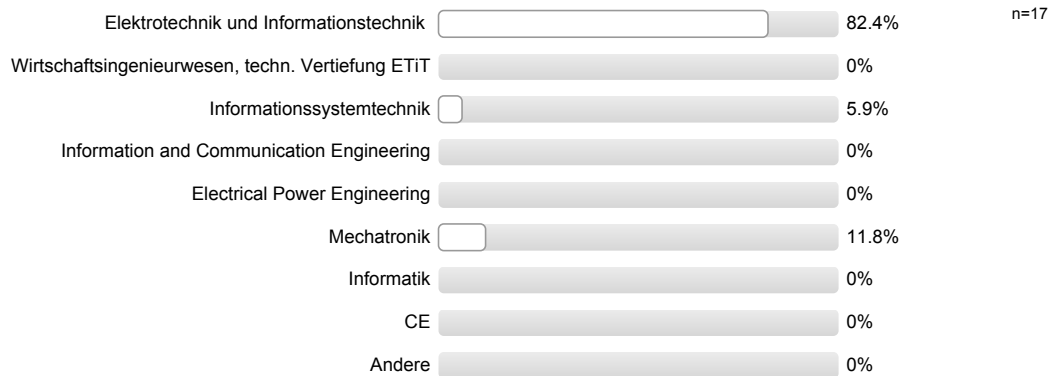 Elektrotechnik und Informationstechnik 82.4% n=17
Wirtschaftsingenieurwesen, techn. Vertiefung ETiT 0%
Informationssystemtechnik 5.9%
Information and Communication Engineering 0%
Electrical Power Engineering 0%
Mechatronik 11.8%
Informatik 0%
CE 0%
Andere 0%